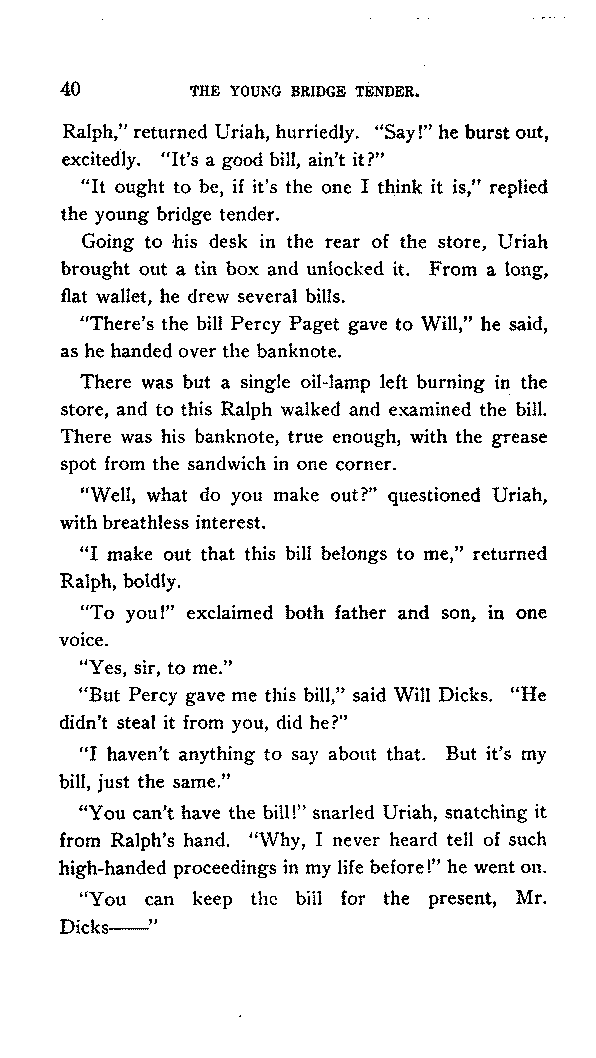 40 THE YOUNG BRIDGE TENDER.
Ralph,” returned Uriah, hurriedly. “Say!” he burst out,
excitedly. “It's a good bill, ain't it?”
“It ought to be, if it's the one I think it is,” replied
the young bridge tender.
Going to his desk in the rear of the store, Uriah
brought out a tin box and unlocked it. From a long,
flat wallet, he drew several bills.
“There's the bill Percy Paget gave to Will,” he said,
as he handed over the banknote.
There was but a single oil-lamp left burning in the
store, and to this Ralph walked and examined the bill.
There was his banknote, true enough, with the grease
spot from the sandwich in one corner.
“Well, what do you make out?” questioned Uriah,
with breathless interest.
“I make out that this bill belongs to me,” returned
Ralph, boldly.
“To you!” exclaimed both father and son, in one
voice.
“Yes, sir, to me.”
“But Percy gave me this bill,” said Will Dicks. “He
didn't steal it from you, did he?”
“I haven't anything to say about that. But it's my
bill, just the same.”
“You can't have the bill!” snarled Uriah, snatching it
from Ralph's hand. “Why, I never heard tell of such
high-handed proceedings in my life before!” he went on.
“You can keep the bill for the present, Mr.
Dicks——”